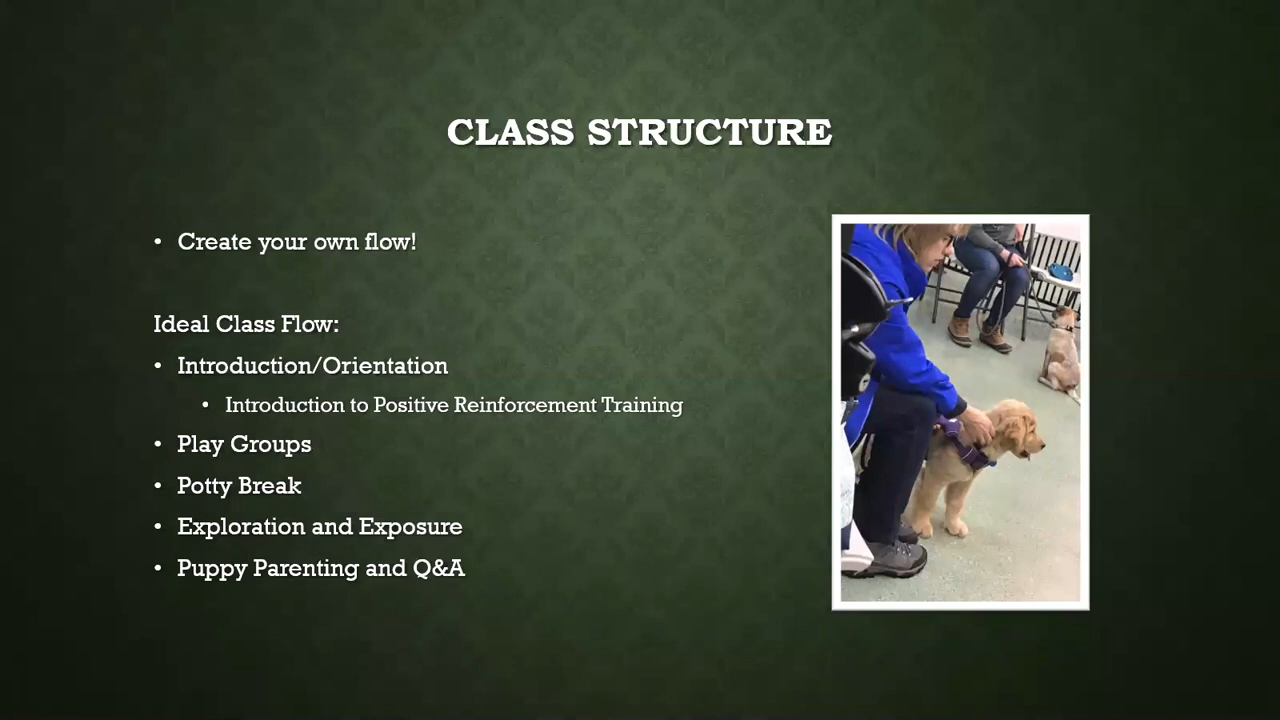 CLASS STRUCTURE
• Create your own flow!
Ideal Class Flow:
• Introduction/Orientation
• Introduction to Positive Reinforcement Training
• Play Groups
• Potty Break
• Exploration and Exposure
• Puppy Parenting and Q&A